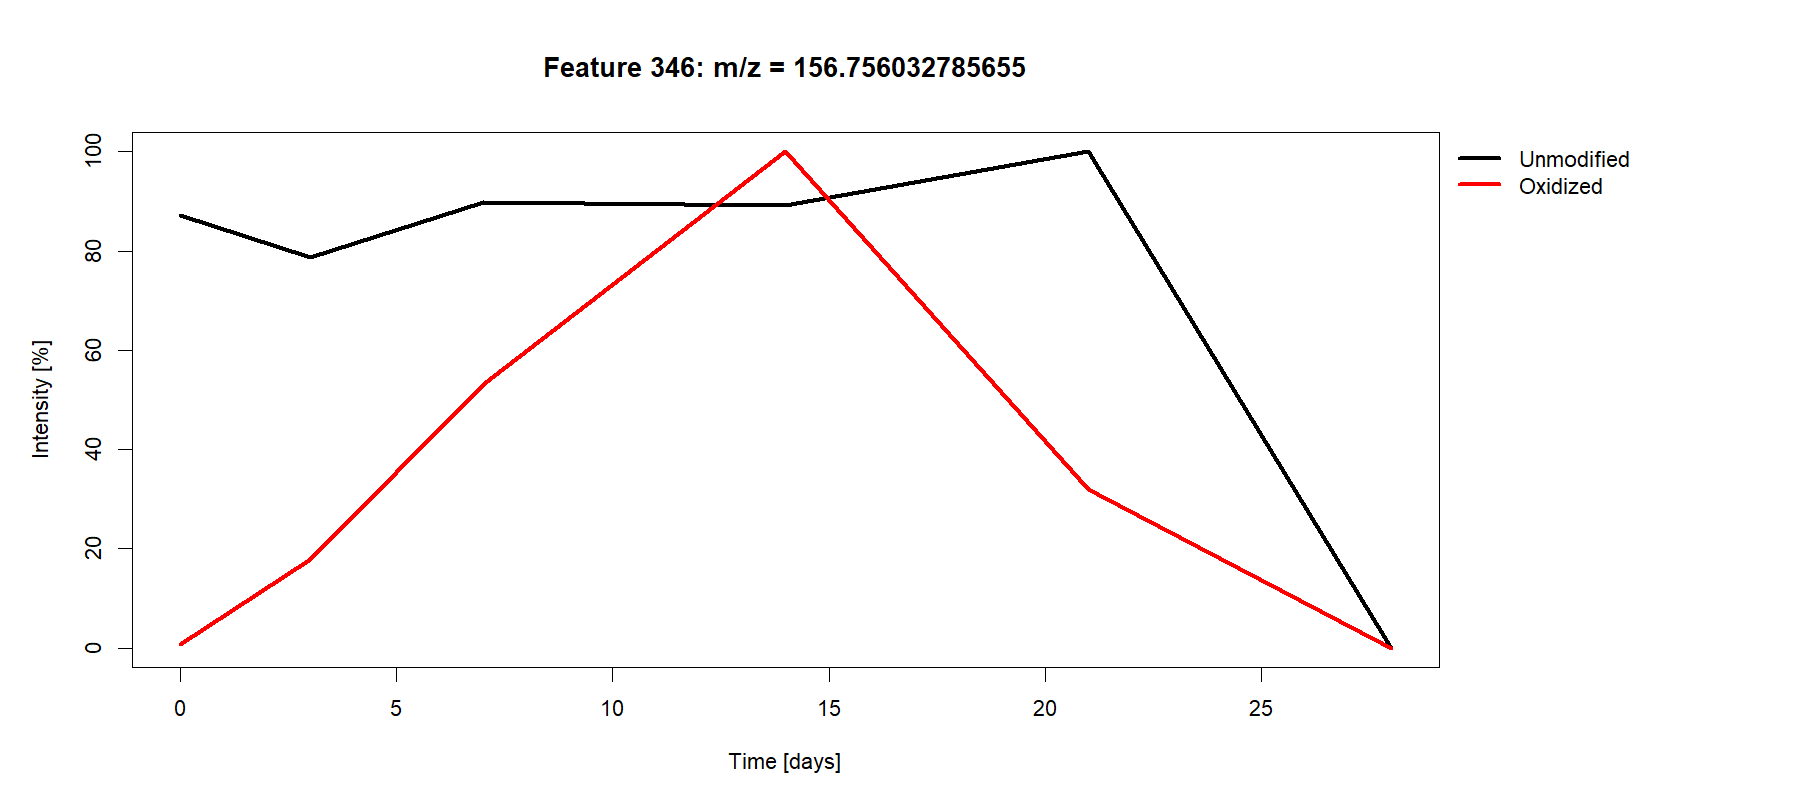 Feature 346: m/z = 156.756032785655
Unmodified
Oxidized
Intensity [%]
100
80
60
40
20
0
0 5 10 15 20 25
Time [days]